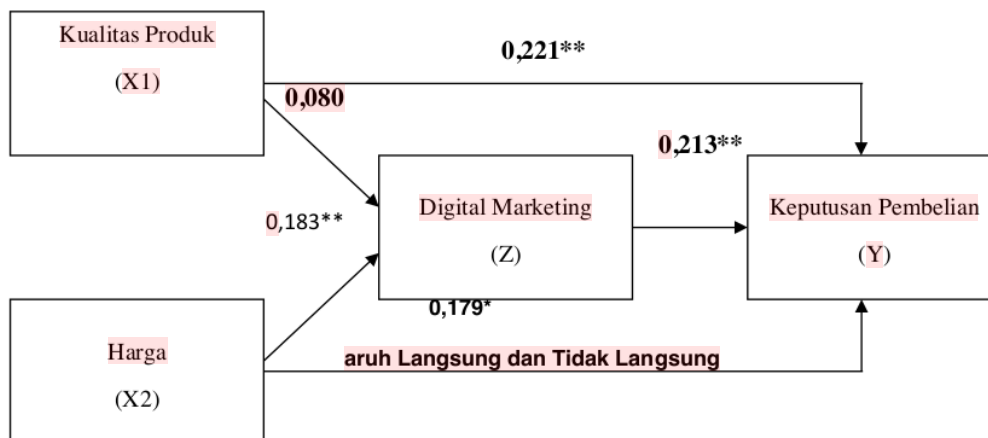 Kualitas Produk
(X1)
0,221**
0,080
0,213**
0,183**
Digital Marketing
(Z)
Keputusan Pembelian
(Y)
0,179*
Harga
(X2)
aruh Langsung dan Tidak Langsung